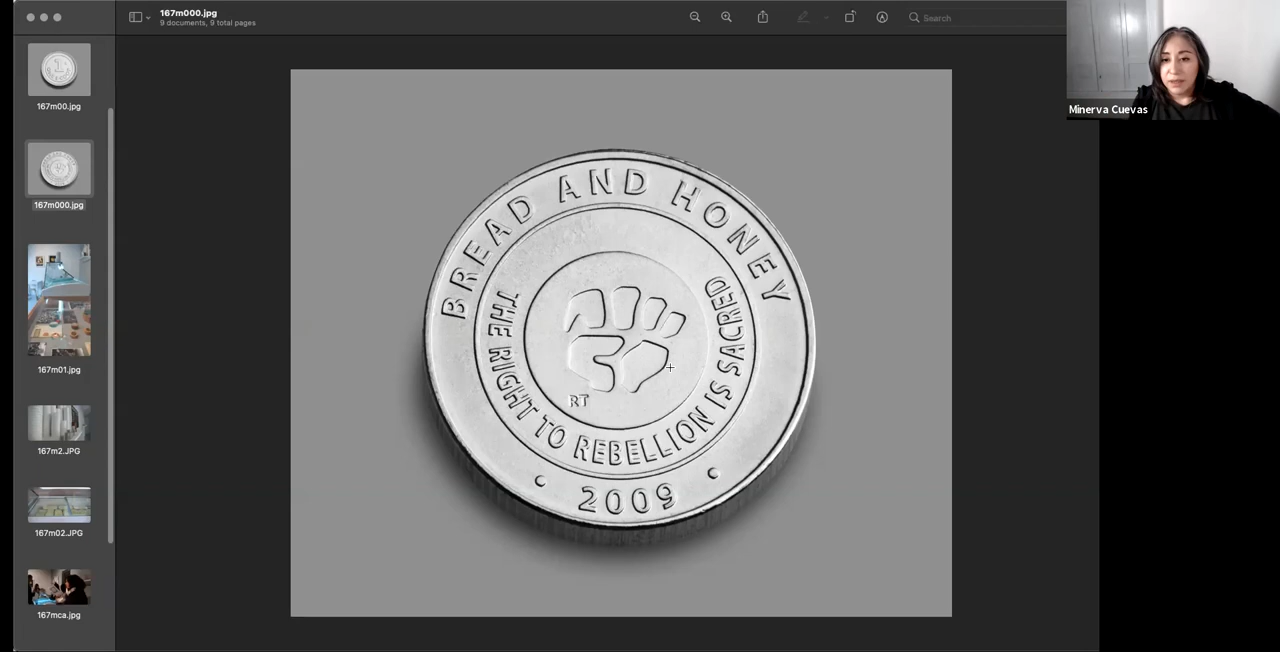 167m000.jpg
9 documents, 9 total pages
Search
Minerva Cuevas
167m00.jpg
167m000.jpg
167m01.jpg
167m2.JPG
167m02.JPG
167mca.jpg
BREAD AND HONEY
THE RIGHT TO REBELLION IS SACRED
RT
2009